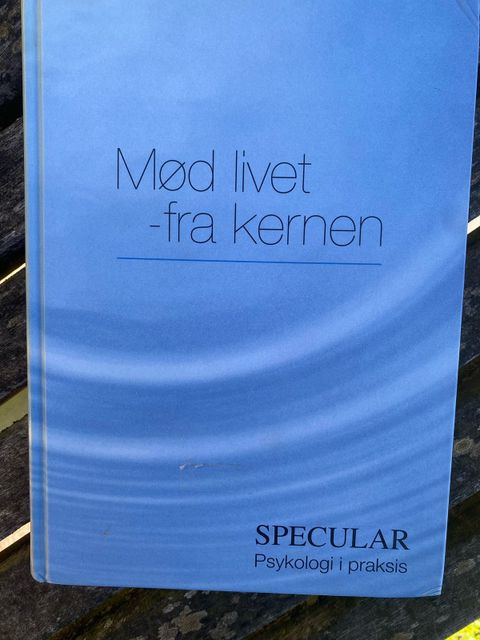 Mød livet
-fra kernen
SPECULAR
Psykologi i praksis